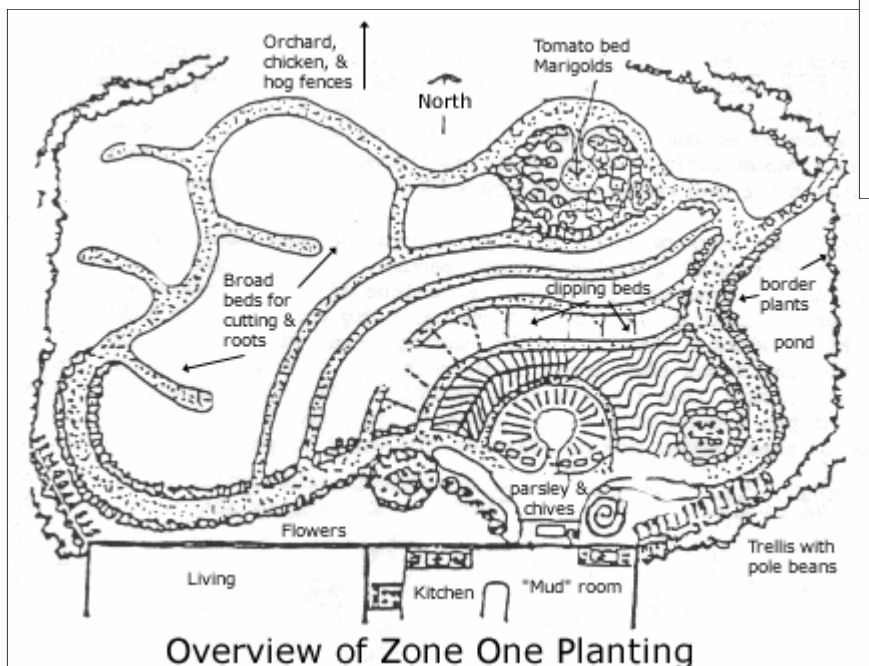 Orchard,
chicken, &
hog fences
North
Tomato bed
Marigolds
Broad
beds for
cutting &
roots
clipping beds
border
plants
pond
parsley &
chives
Flowers
Trellis with
pole beans
Living
Kitchen
"Mud" room
Overview of Zone One Planting